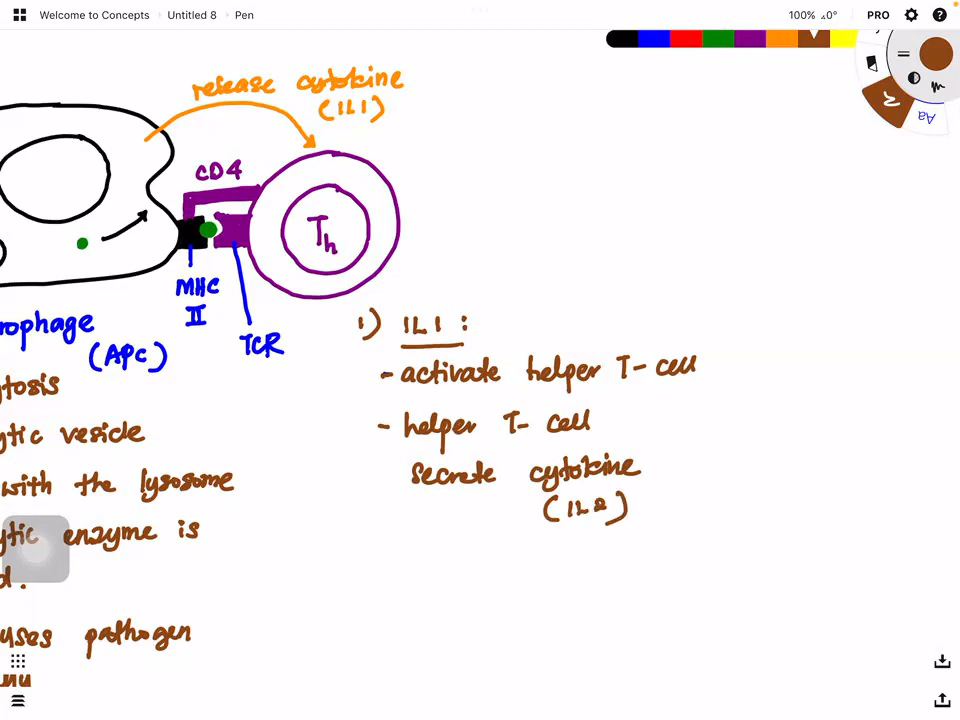 Welcome to Concepts > Untitled 8 > Pen
100% 0°
PRO
Aa
release cytokine
(IL1)
CD4
Th
MHC
II
TCR
rophage
(APC)
tosis
ytic vesicle
with the lysosome
ytic enzyme is
d.
uses pathogen
1) IL1 :
- activate helper T-cell
- helper T-cell
secrete cytokine
(IL2)